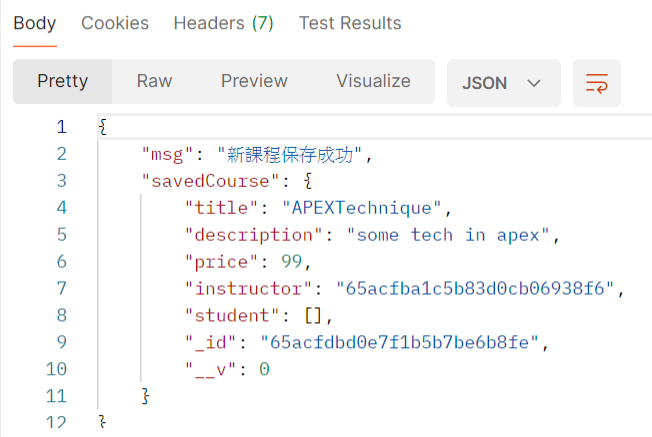 Body Cookies Headers (7) Test Results
Pretty Raw Preview Visualize JSON
1 {
2 "msg": "新課程保存成功",
3 "savedCourse": {
4 "title": "APEXTechnique",
5 "description": "some tech in apex",
6 "price": 99,
7 "instructor": "65acfba1c5b83d0cb06938f6",
8 "student": [],
9 "_id": "65acfdbd0e7f1b5b7be6b8fe",
10 "__v": 0
11 }
12 }